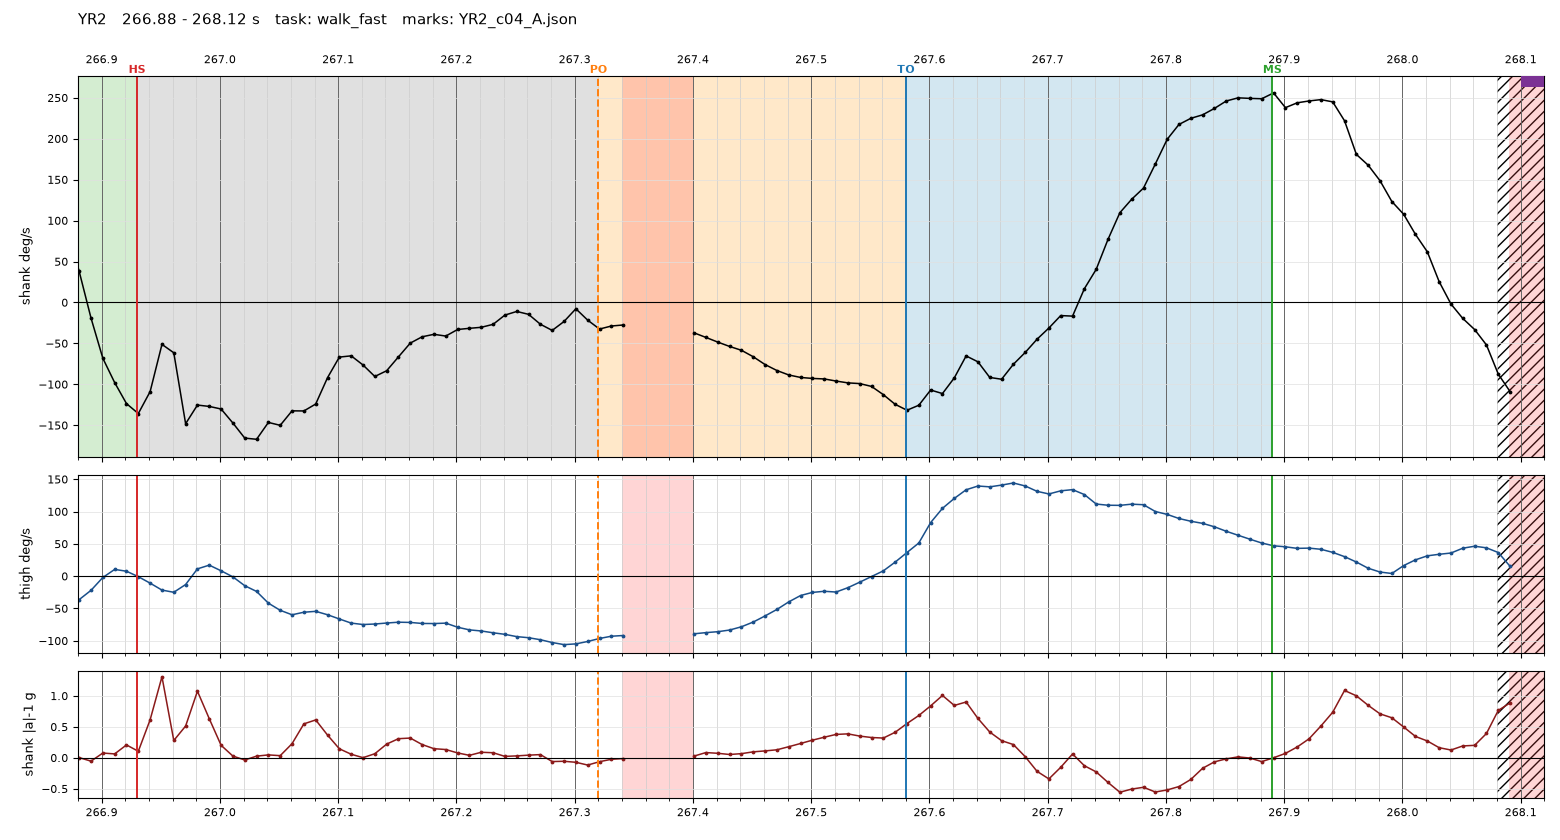 YR2 266.88 - 268.12 s task: walk_fast marks: YR2_c04_A.json
266.9 267.0 267.1 267.2 267.3 267.4 267.5 267.6 267.7 267.8 267.9 268.0 268.1
HS PO TO MS
shank deg/s
250
200
150
100
50
0
−50
−100
−150
thigh deg/s
150
100
50
0
−50
−100
shank |a|-1 g
1.0
0.5
0.0
−0.5
266.9 267.0 267.1 267.2 267.3 267.4 267.5 267.6 267.7 267.8 267.9 268.0 268.1